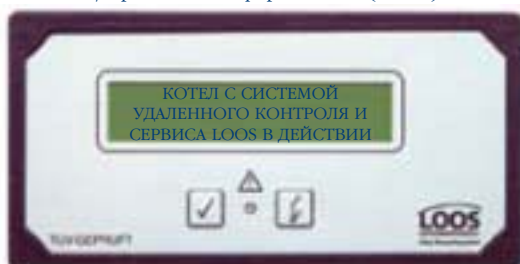 КОТЕЛ С СИСТЕМОЙ
УДАЛЕННОГО КОНТРОЛЯ И
СЕРВИСА LOOS В ДЕЙСТВИИ
LOOS
TÜV GEPRÜFT